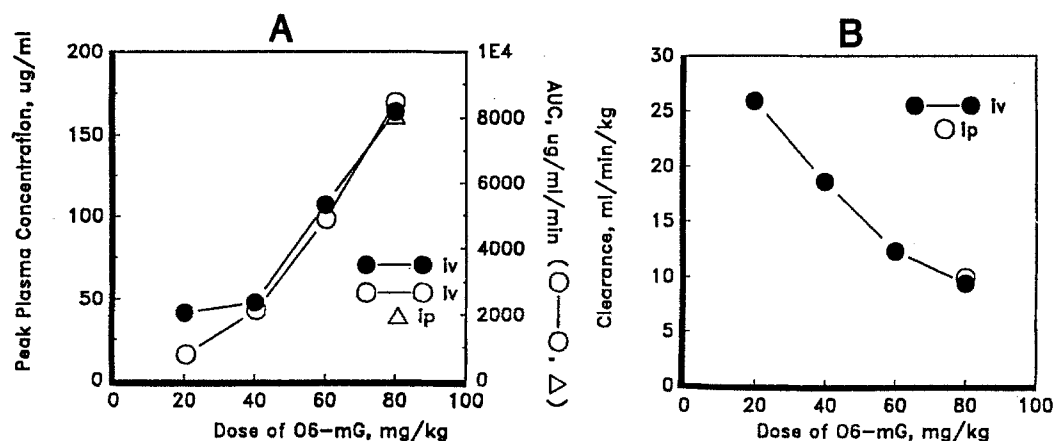 A
B
Peak Plasma Concentration, ug/ml
200
150
100
50
0
1E4
8000
6000
4000
2000
0
AUC, ug/ml/min (○—○, △)
iv
iv
ip
0 20 40 60 80 100
Dose of O6-mG, mg/kg
Clearance, ml/min/kg
30
25
20
15
10
5
0
iv
ip
0 20 40 60 80 100
Dose of O6-mG, mg/kg